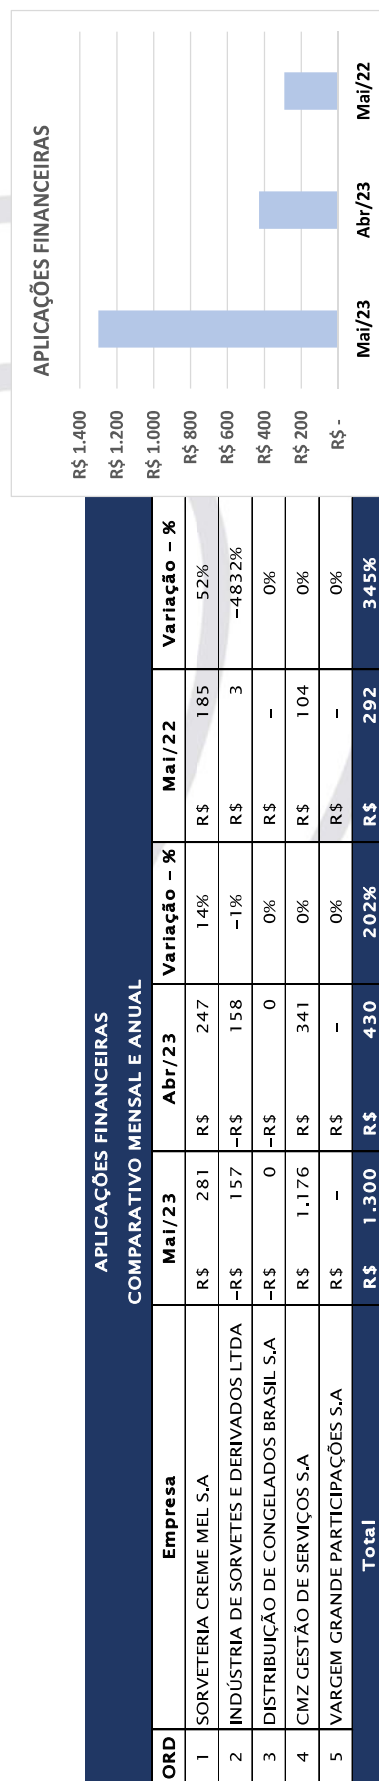 APLICAÇÕES FINANCEIRAS
COMPARATIVO MENSAL E ANUAL
ORD Empresa Mai/23 Abr/23 Variação – % Mai/22 Variação – %
1 SORVETERIA CREME MEL S.A R$ 281 R$ 247 14% R$ 185 52%
2 INDÚSTRIA DE SORVETES E DERIVADOS LTDA –R$ 157 –R$ 158 –1% R$ 3 –4832%
3 DISTRIBUIÇÃO DE CONGELADOS BRASIL S.A –R$ 0 –R$ 0 0% R$ – 0%
4 CMZ GESTÃO DE SERVIÇOS S.A R$ 1.176 R$ 341 0% R$ 104 0%
5 VARGEM GRANDE PARTICIPAÇÕES S.A R$ – R$ – 0% R$ – 0%
Total R$ 1.300 R$ 430 202% R$ 292 345%
APLICAÇÕES FINANCEIRAS
R$ 1.400
R$ 1.200
R$ 1.000
R$ 800
R$ 600
R$ 400
R$ 200
R$ -
Mai/23 Abr/23 Mai/22